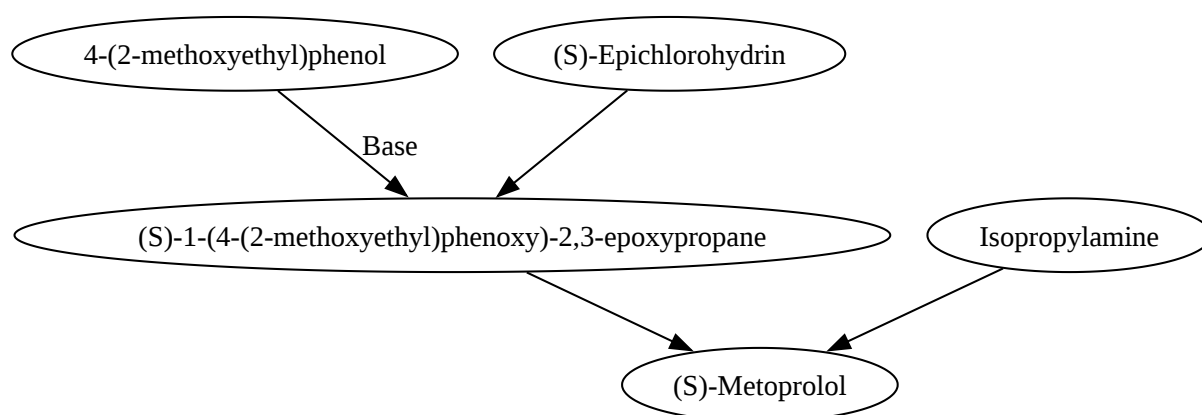 4-(2-methoxyethyl)phenol
(S)-Epichlorohydrin
Base
(S)-1-(4-(2-methoxyethyl)phenoxy)-2,3-epoxypropane
Isopropylamine
(S)-Metoprolol